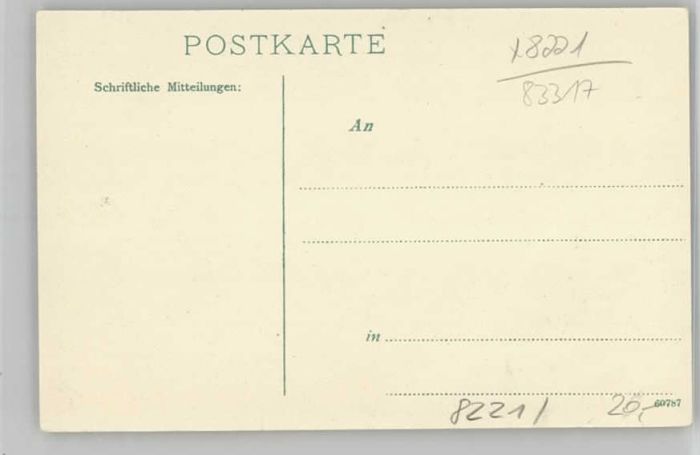 POSTKARTE
x8221
83317
Schriftliche Mitteilungen:
An
in
8221/
20,- 60787